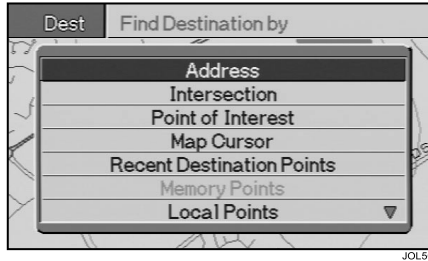 Dest Find Destination by
Address
Intersection
Point of Interest
Map Cursor
Recent Destination Points
Memory Points
Local Points
JOL5